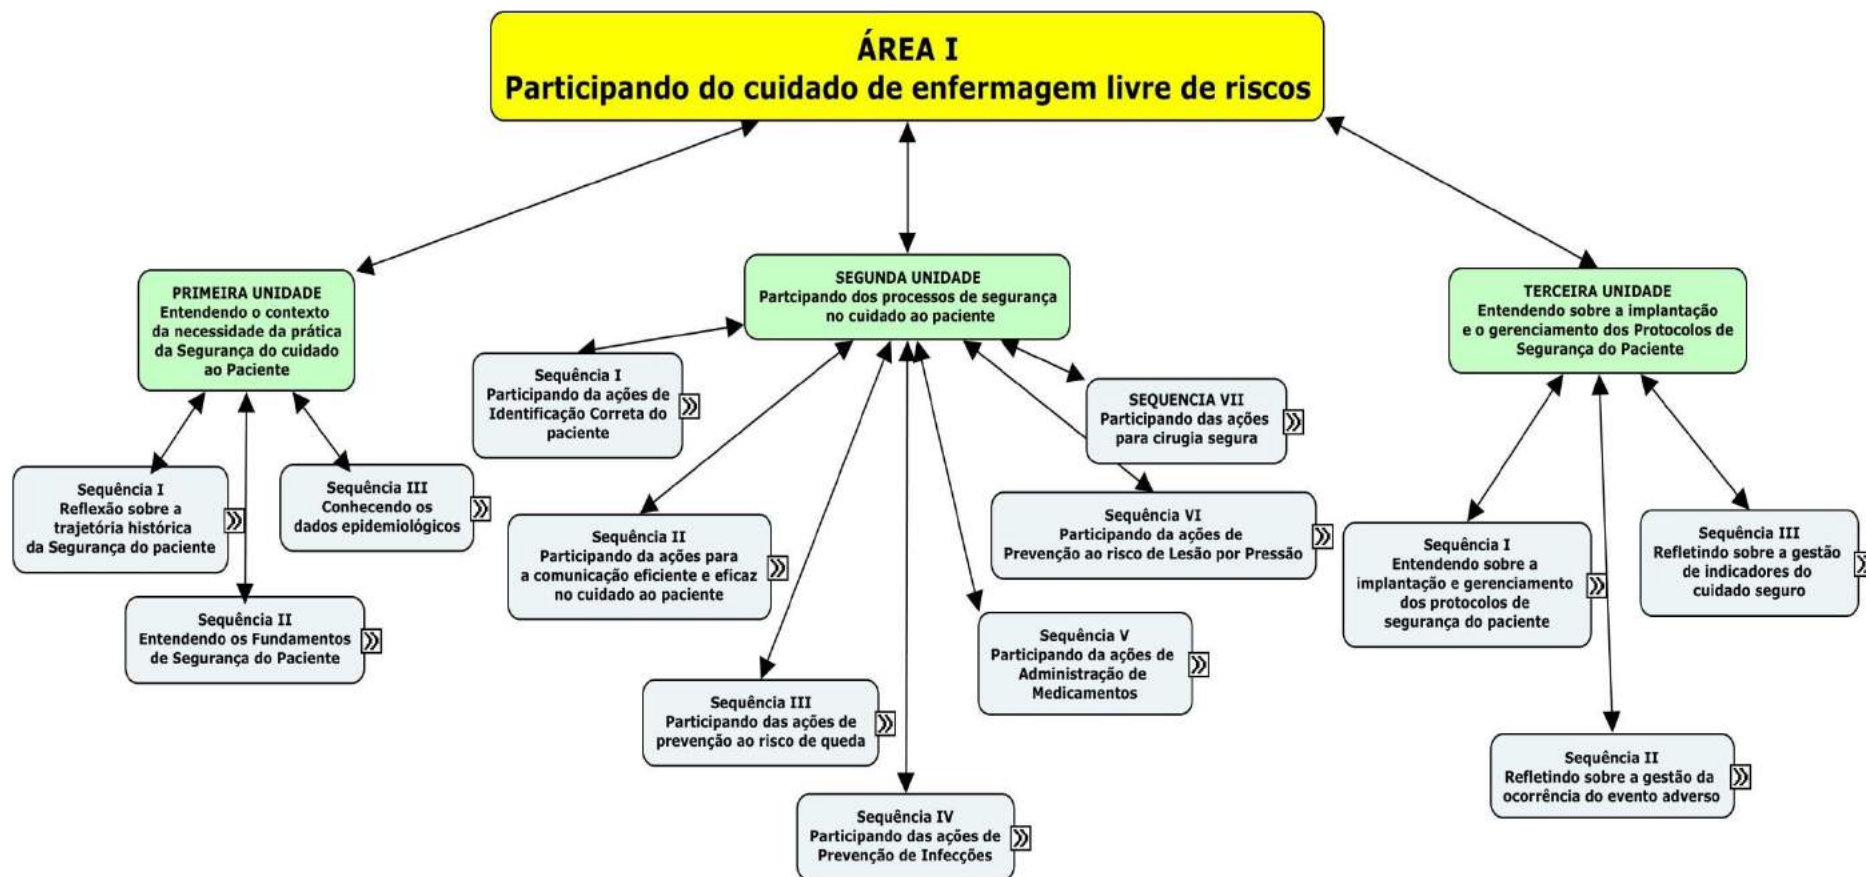 ÁREA I
Participando do cuidado de enfermagem livre de riscos
PRIMEIRA UNIDADE
Entendendo o contexto
da necessidade da prática
da Segurança do cuidado
ao Paciente
Sequência I
Reflexão sobre a
trajetória histórica
da Segurança do paciente
Sequência II
Entendendo os Fundamentos
de Segurança do Paciente
Sequência III
Conhecendo os
dados epidemiológicos
SEGUNDA UNIDADE
Partcipando dos processos de segurança
no cuidado ao paciente
Sequência I
Participando da ações de
Identificação Correta do
paciente
Sequência II
Participando da ações para
a comunicação eficiente e eficaz
no cuidado ao paciente
Sequência III
Participando das ações de
prevenção ao risco de queda
Sequência IV
Participando das ações de
Prevenção de Infecções
Sequência V
Participando da ações de
Administração de
Medicamentos
Sequência VI
Participando da ações de
Prevenção ao risco de Lesão por Pressão
SEQUENCIA VII
Participando das ações
para cirugia segura
TERCEIRA UNIDADE
Entendendo sobre a implantação
e o gerenciamento dos Protocolos de
Segurança do Paciente
Sequência I
Entendendo sobre a
implantação e gerenciamento
dos protocolos de
segurança do paciente
Sequência II
Refletindo sobre a gestão da
ocorrência do evento adverso
Sequência III
Refletindo sobre a gestão
de indicadores do
cuidado seguro